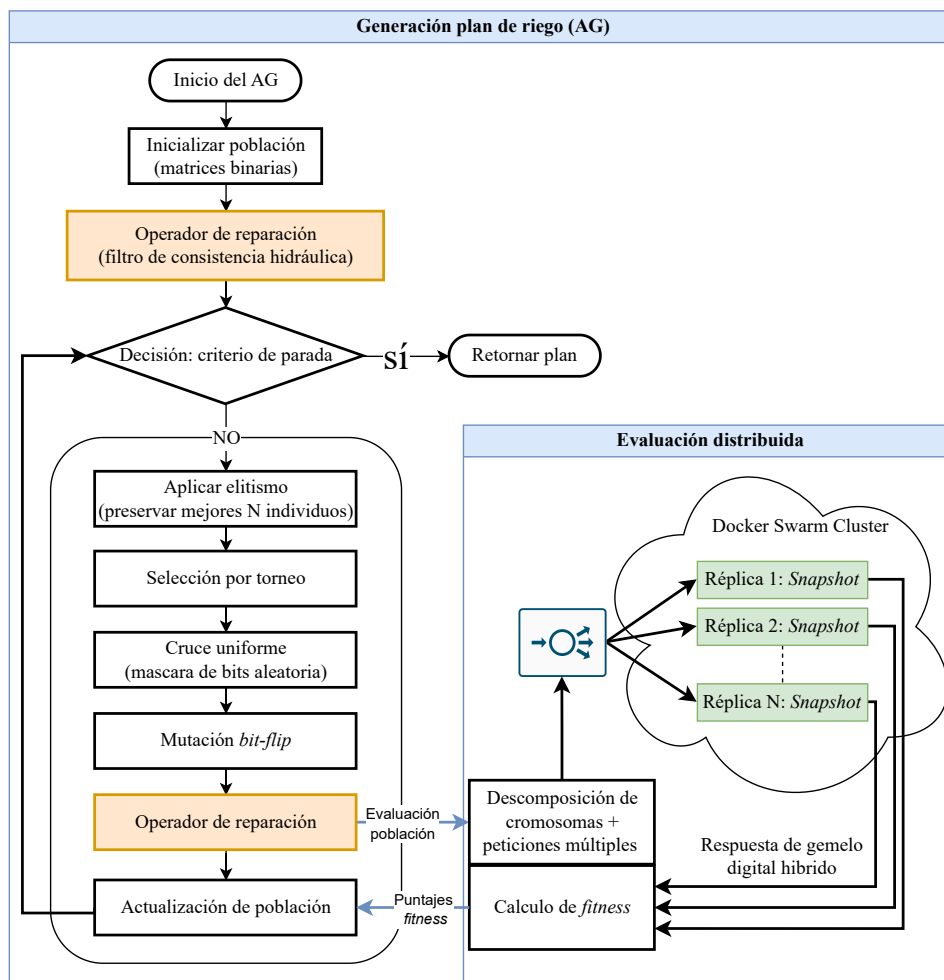 Generación plan de riego (AG)
Inicio del AG
Inicializar población
(matrices binarias)
Operador de reparación
(filtro de consistencia hidráulica)
Decisión: criterio de parada
SÍ
Retornar plan
NO
Aplicar elitismo
(preservar mejores N individuos)
Selección por torneo
Cruce uniforme
(mascara de bits aleatoria)
Mutación bit-flip
Operador de reparación
Actualización de población
Evaluación
población
Puntajes
fitness
Evaluación distribuida
Docker Swarm Cluster
Réplica 1: Snapshot
Réplica 2: Snapshot
Réplica N: Snapshot
Descomposición de
cromosomas +
peticiones múltiples
Respuesta de gemelo
digital hibrido
Calculo de fitness